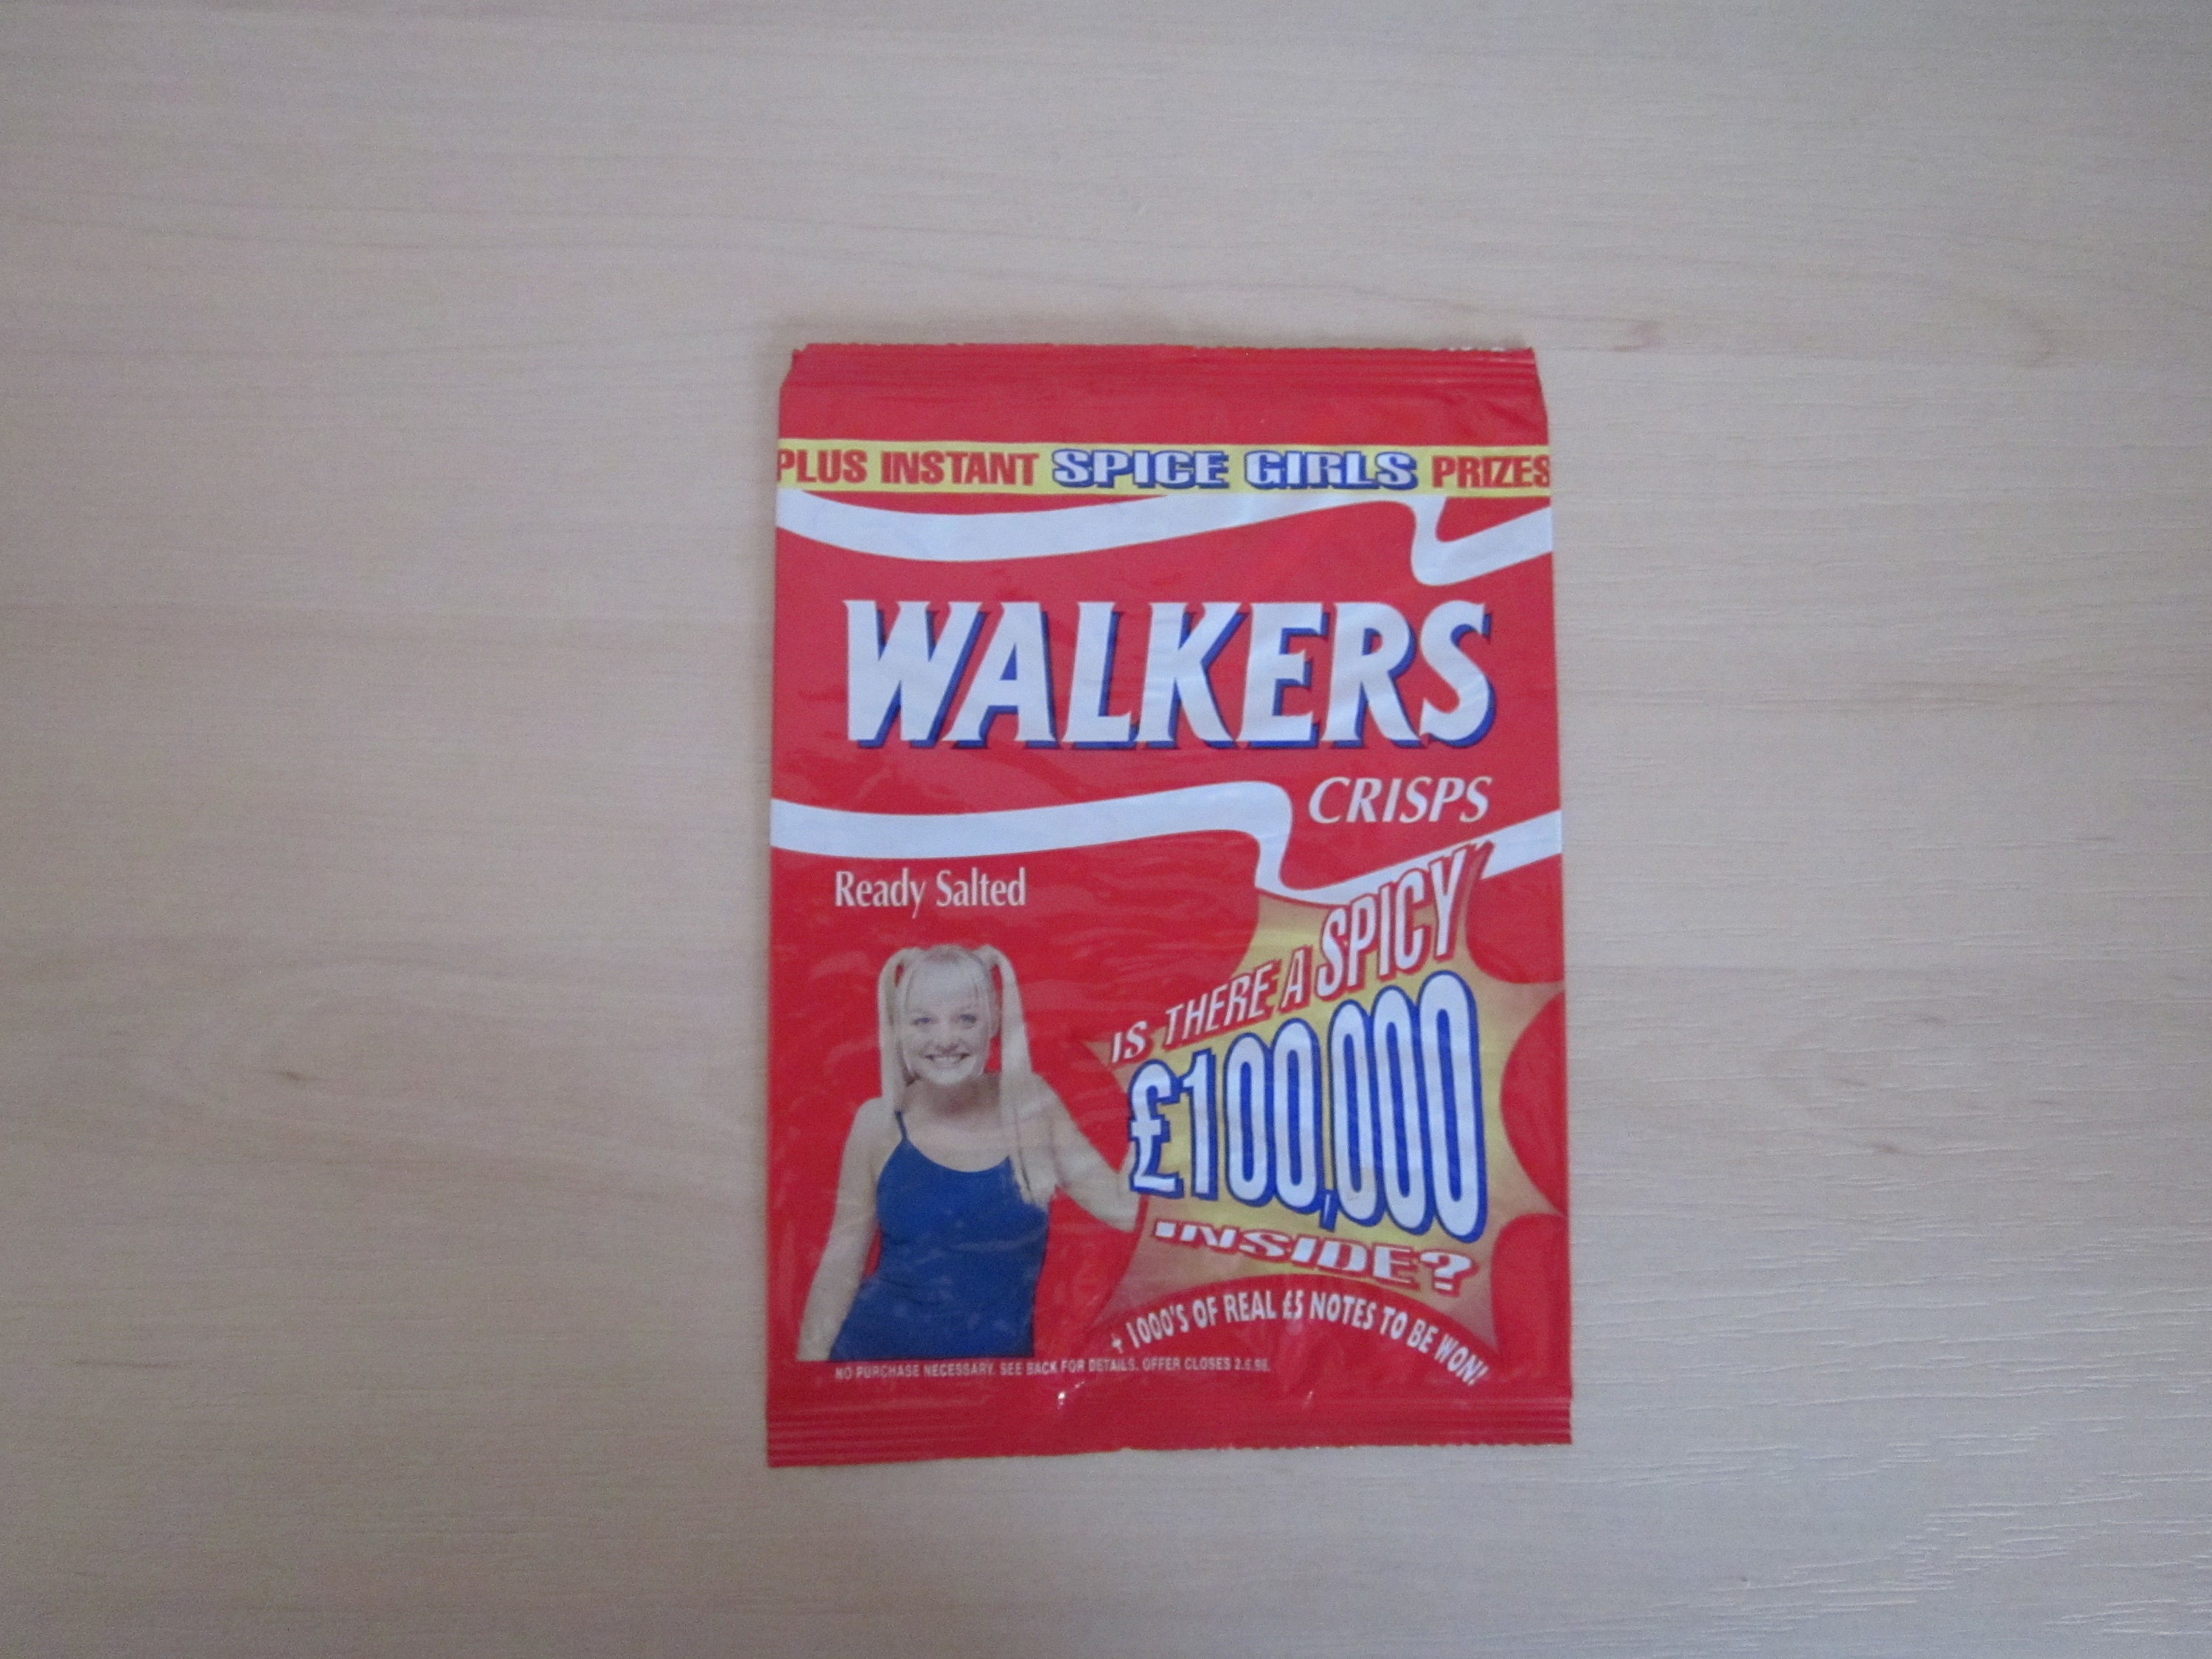 PLUS INSTANT SPICE GIRLS PRIZES
WALKERS
CRISPS
Ready Salted
IS THERE A SPICY
£100,000
INSIDE?
+ 1000'S OF REAL £5 NOTES TO BE WON!
NO PURCHASE NECESSARY. SEE BACK FOR DETAILS. OFFER CLOSES